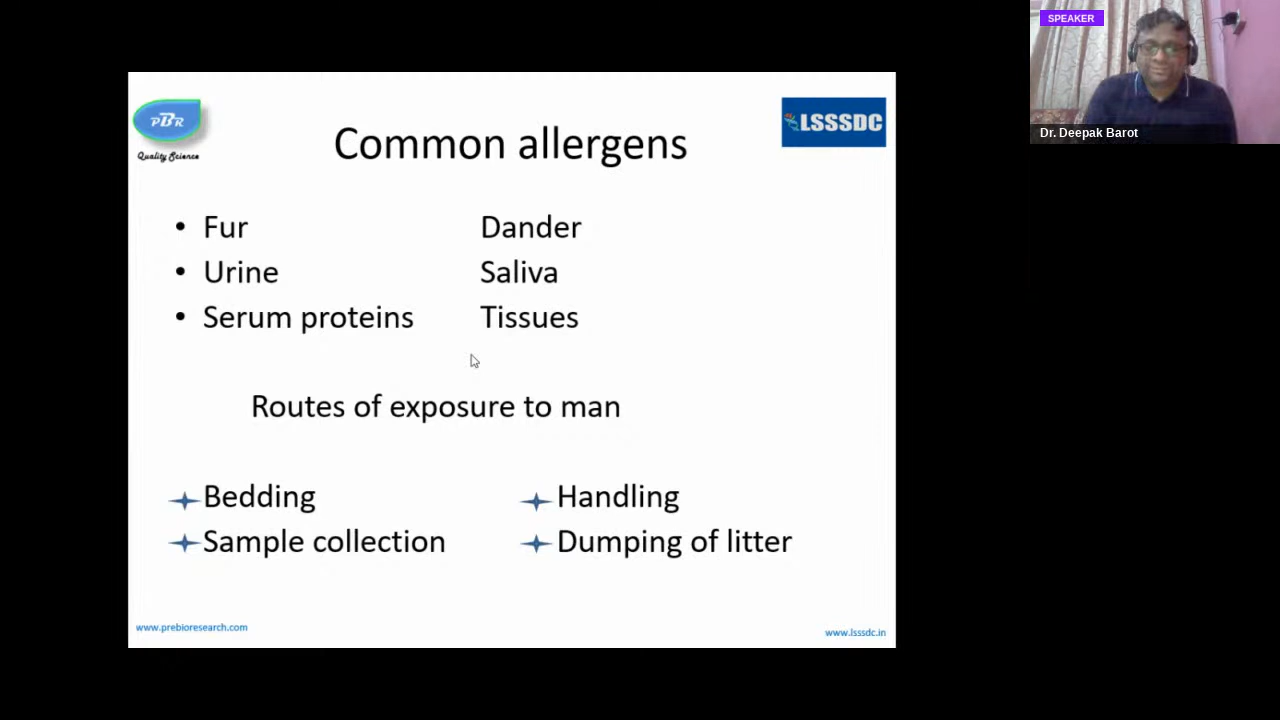 SPEAKER
Dr. Deepak Barot
PBR
Quality Science
LSSSDC
Common allergens
• Fur Dander
• Urine Saliva
• Serum proteins Tissues
Routes of exposure to man
Bedding Handling
Sample collection Dumping of litter
www.prebioresearch.com
www.lsssdc.in